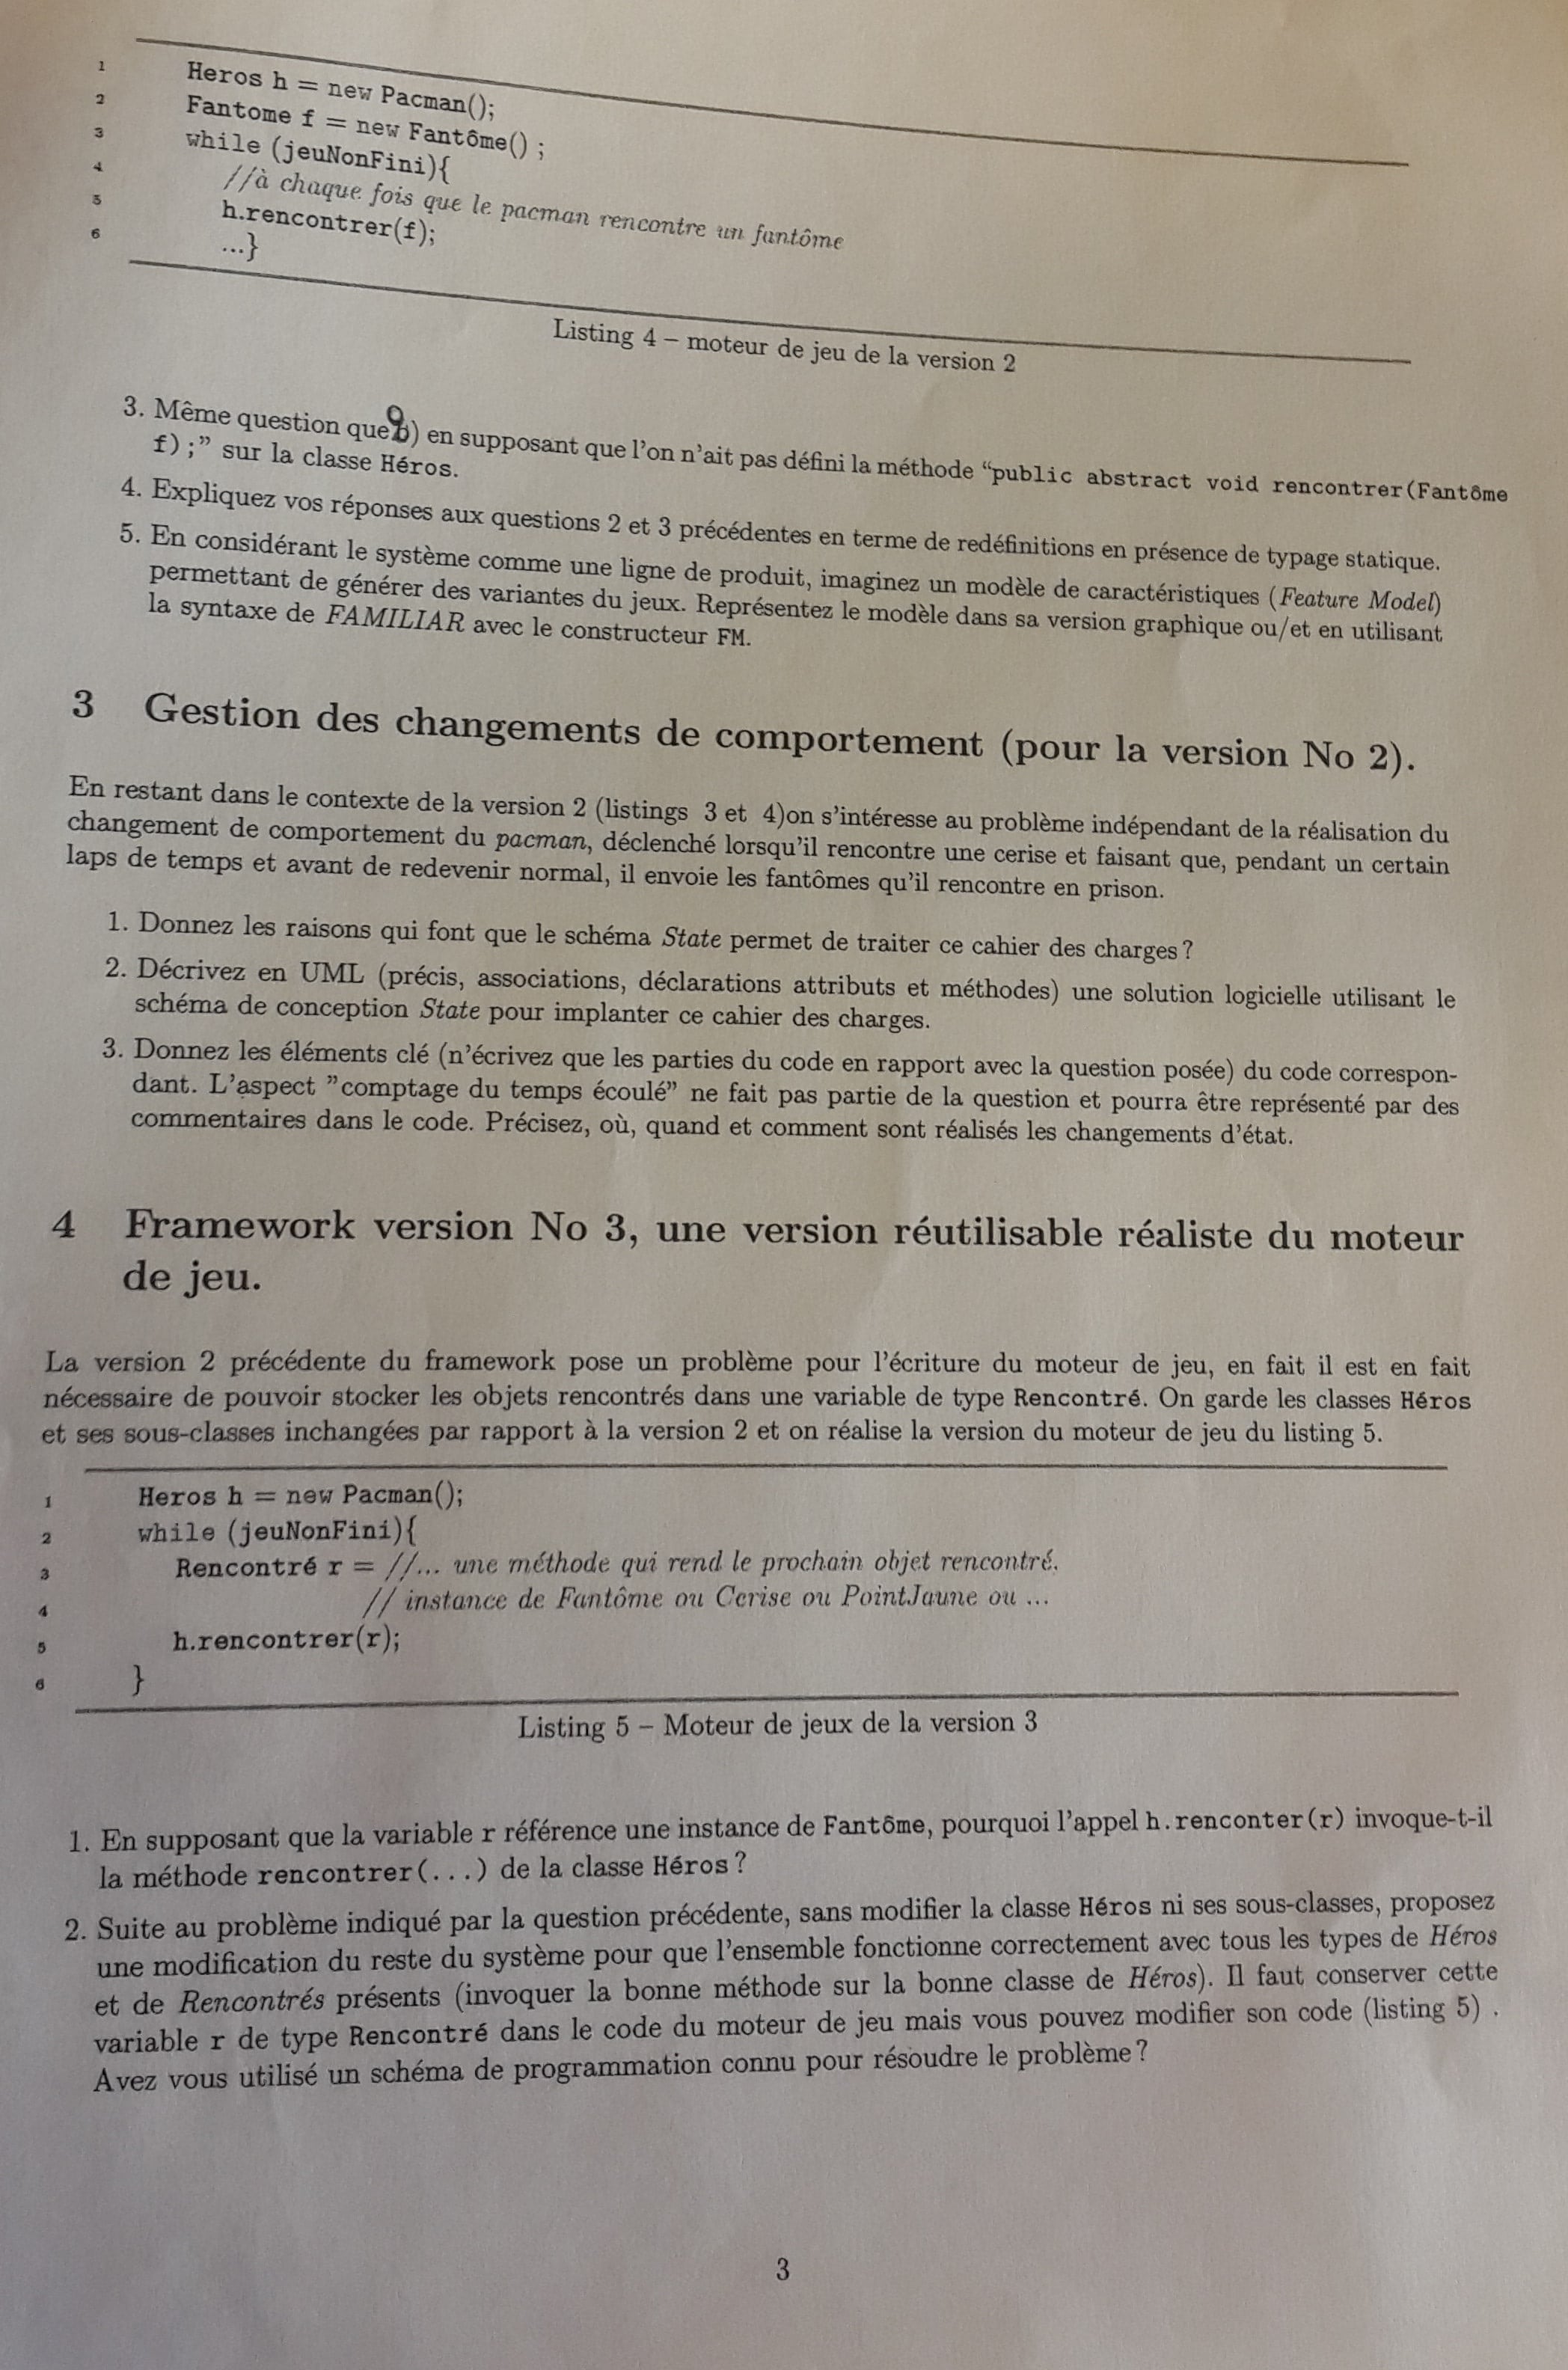 1 Heros h = new Pacman();
2 Fantome f = new Fantôme() ;
3 while (jeuNonFini){
4 //à chaque fois que le pacman rencontre un fantôme
5 h.rencontrer(f);
6 ...}
Listing 4 – moteur de jeu de la version 2
3. Même question que ) en supposant que l'on n'ait pas défini la méthode “public abstract void rencontrer(Fantôme
f) ;” sur la classe Héros.
4. Expliquez vos réponses aux questions 2 et 3 précédentes en terme de redéfinitions en présence de typage statique.
5. En considérant le système comme une ligne de produit, imaginez un modèle de caractéristiques (Feature Model)
permettant de générer des variantes du jeux. Représentez le modèle dans sa version graphique ou/et en utilisant
la syntaxe de FAMILIAR avec le constructeur FM.
3 Gestion des changements de comportement (pour la version No 2).
En restant dans le contexte de la version 2 (listings 3 et 4)on s'intéresse au problème indépendant de la réalisation du
changement de comportement du pacman, déclenché lorsqu'il rencontre une cerise et faisant que, pendant un certain
laps de temps et avant de redevenir normal, il envoie les fantômes qu'il rencontre en prison.
1. Donnez les raisons qui font que le schéma State permet de traiter ce cahier des charges ?
2. Décrivez en UML (précis, associations, déclarations attributs et méthodes) une solution logicielle utilisant le
schéma de conception State pour implanter ce cahier des charges.
3. Donnez les éléments clé (n'écrivez que les parties du code en rapport avec la question posée) du code correspon-
dant. L'aspect ”comptage du temps écoulé” ne fait pas partie de la question et pourra être représenté par des
commentaires dans le code. Précisez, où, quand et comment sont réalisés les changements d'état.
4 Framework version No 3, une version réutilisable réaliste du moteur
de jeu.
La version 2 précédente du framework pose un problème pour l'écriture du moteur de jeu, en fait il est en fait
nécessaire de pouvoir stocker les objets rencontrés dans une variable de type Rencontré. On garde les classes Héros
et ses sous-classes inchangées par rapport à la version 2 et on réalise la version du moteur de jeu du listing 5.
1 Heros h = new Pacman();
2 while (jeuNonFini){
3 Rencontré r = //... une méthode qui rend le prochain objet rencontré,
4 // instance de Fantôme ou Cerise ou PointJaune ou ...
5 h.rencontrer(r);
6 }
Listing 5 – Moteur de jeux de la version 3
1. En supposant que la variable r référence une instance de Fantôme, pourquoi l'appel h.renconter(r) invoque-t-il
la méthode rencontrer(...) de la classe Héros ?
2. Suite au problème indiqué par la question précédente, sans modifier la classe Héros ni ses sous-classes, proposez
une modification du reste du système pour que l'ensemble fonctionne correctement avec tous les types de Héros
et de Rencontrés présents (invoquer la bonne méthode sur la bonne classe de Héros). Il faut conserver cette
variable r de type Rencontré dans le code du moteur de jeu mais vous pouvez modifier son code (listing 5) .
Avez vous utilisé un schéma de programmation connu pour résoudre le problème ?
3